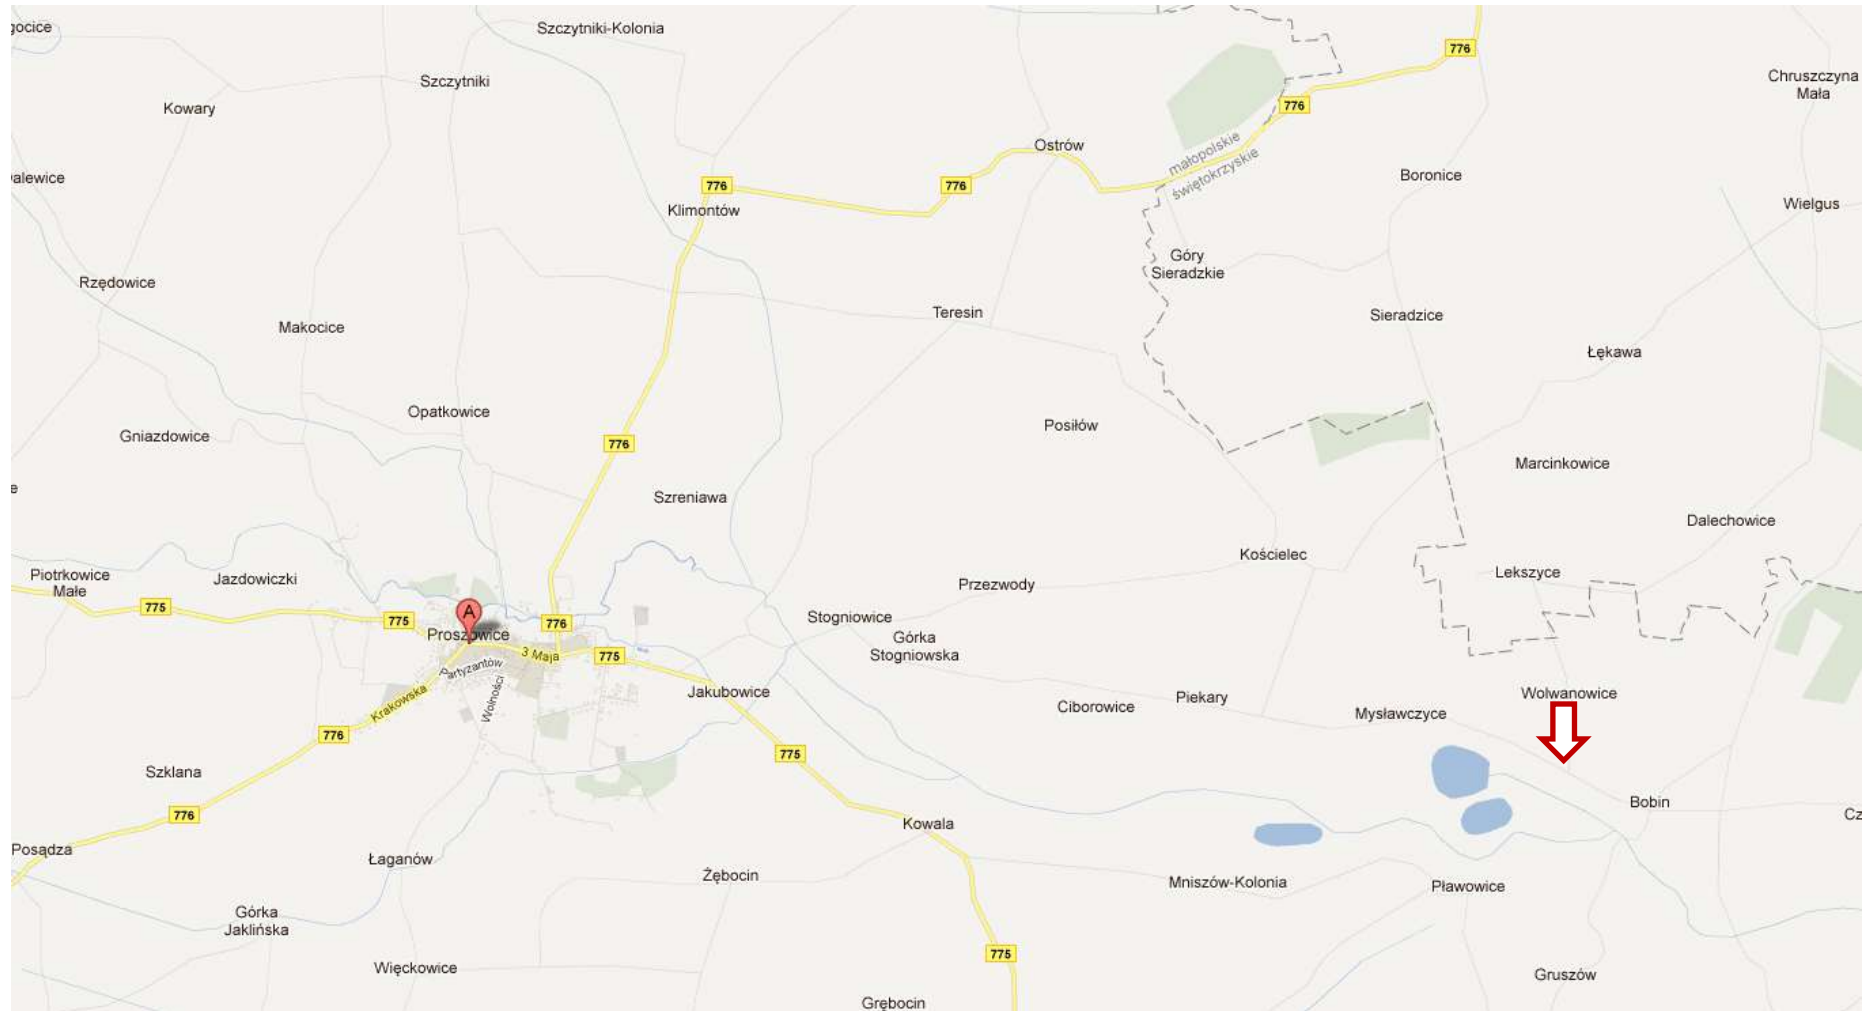 gocice
Szczytniki-Kolonia
776
Szczytniki
Chruszczyna
Mała
Kowary
776
Ostrów
małopolskie
świętokrzyskie
alewice
776
776
Boronice
Klimontów
Wielgus
Góry
Sieradzkie
Rzędowice
Teresin
Sieradzice
Makocice
Łękawa
Opatkowice
Posiłów
Gniazdowice
776
Marcinkowice
e
Szreniawa
Dalechowice
Kościelec
Piotrkowice
Małe
Jazdowiczki
Przezwody
Lekszyce
775
A
775
776
Stogniowice
Proszowice
Górka
Stogniowska
3 Maja
775
Partyzantów
Krakowska
Wolności
Jakubowice
Ciborowice
Piekary
Wolwanowice
Mysławczyce
776
775
Szklana
Bobin
776
Kowala
Cz
Posądza
Łaganów
Żębocin
Mniszów-Kolonia
Pławowice
Górka
Jaklińska
775
Więckowice
Gruszów
Grębocin